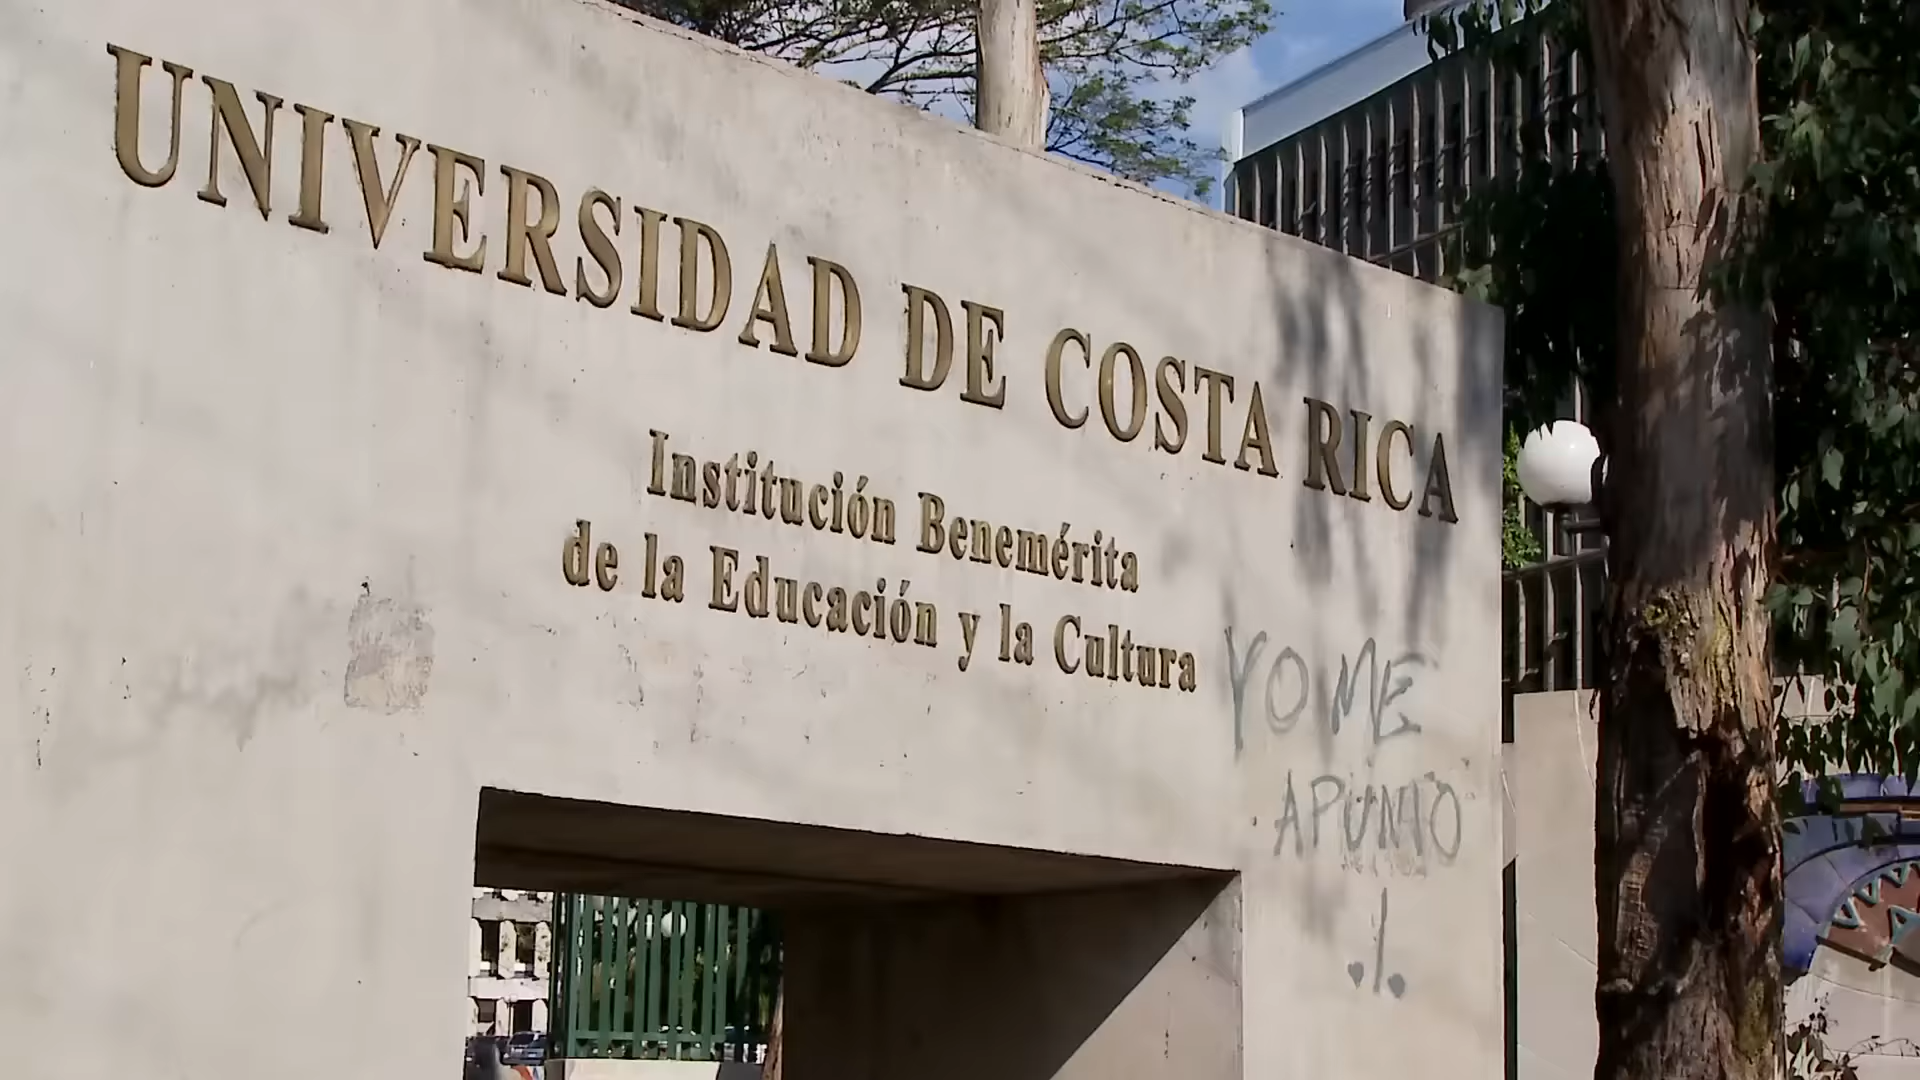 UNIVERSIDAD DE COSTA RICA
Institución Benemérita
de la Educación y la Cultura
YO ME
APUNTO